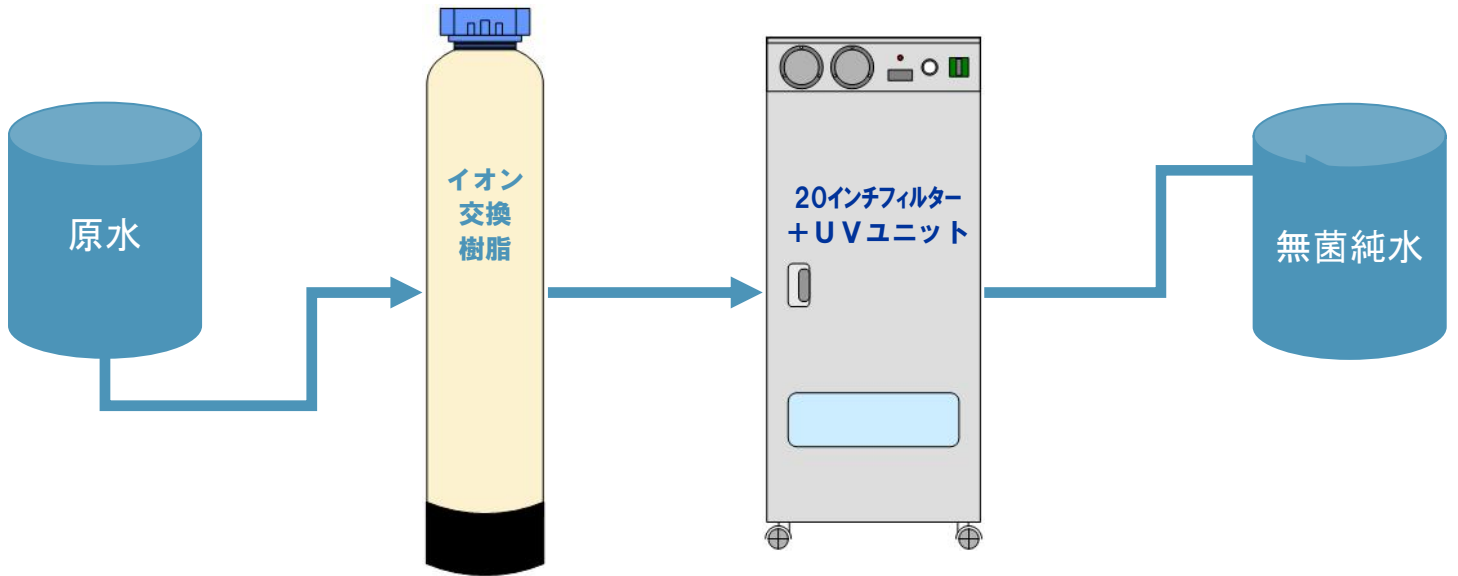 原水
イオン
交換
樹脂
20インチフィルター
＋ＵＶユニット
無菌純水